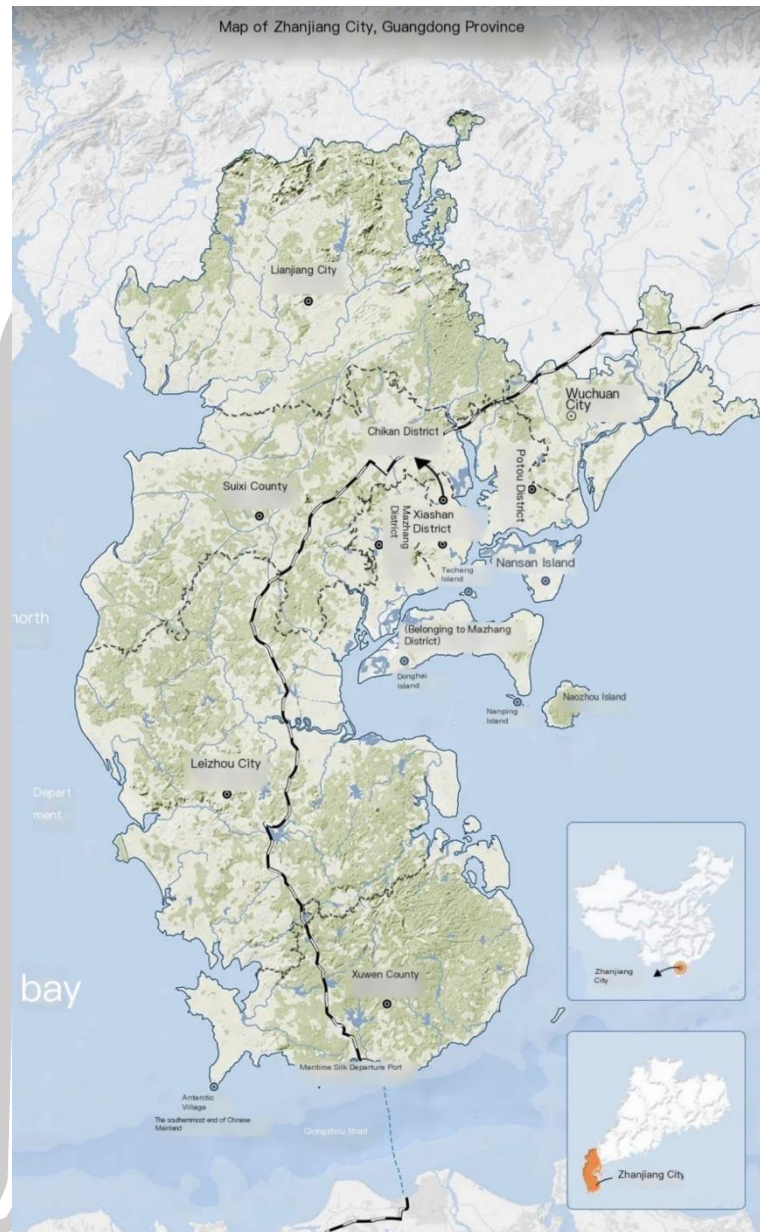 Map of Zhanjiang City, Guangdong Province
Lianjiang City
Wuchuan
City
Chikan District
Potou District
Suixi County
Mazhang
District
Xiashan
District
Techeng
Island
Nansan Island
north
(Belonging to Mazhang
District)
Donghai
Island
Nanping
Island
Naozhou Island
Leizhou City
Depart
ment
Zhanjiang
City
Xuwen County
bay
Maritime Silk Departure Port
Antarctic
Village
The southernmost end of Chinese
Mainland
Qiongzhou Strait
Zhanjiang City